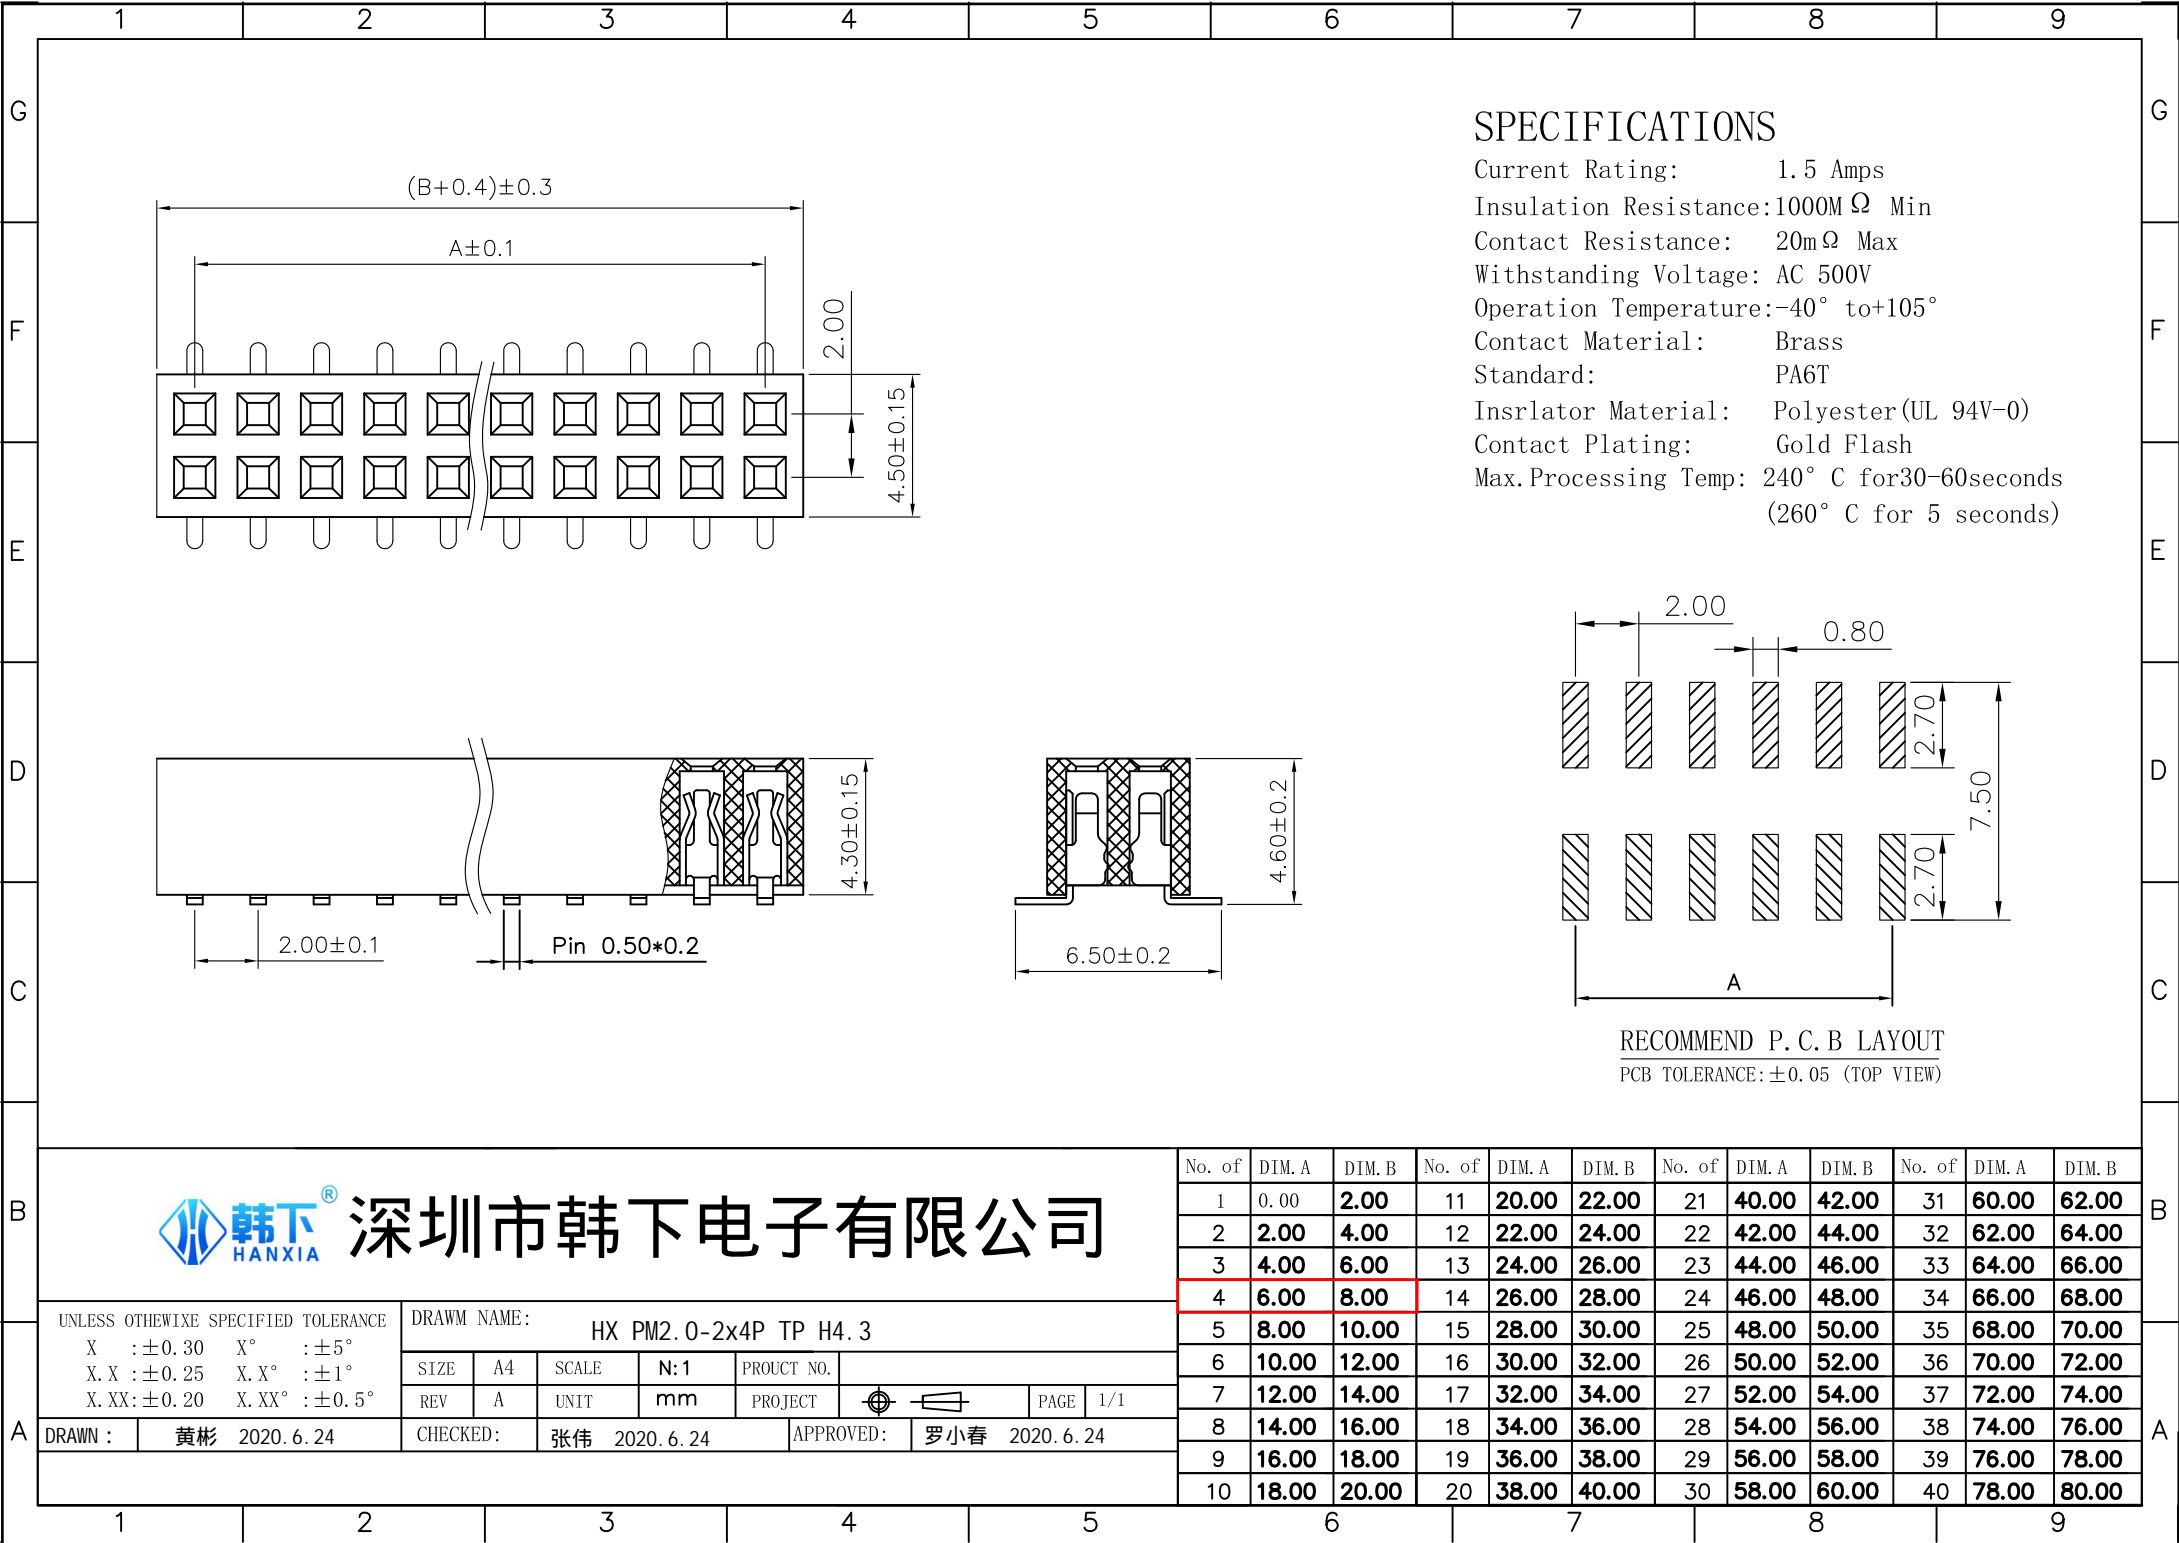 1 2 3 4 5 6 7 8 9
G G
F F
E E
D D
C C
B B
A A
(B+0.4)±0.3
A±0.1
2.00
4.50±0.15
SPECIFICATIONS
Current Rating: 1.5 Amps
Insulation Resistance:1000MΩ Min
Contact Resistance: 20mΩ Max
Withstanding Voltage: AC 500V
Operation Temperature:-40° to+105°
Contact Material: Brass
Standard: PA6T
Insrlator Material: Polyester(UL 94V-0)
Contact Plating: Gold Flash
Max.Processing Temp: 240° C for30-60seconds
(260° C for 5 seconds)
4.30±0.15
2.00±0.1
Pin 0.50*0.2
4.60±0.2
6.50±0.2
2.00
0.80
2.70
7.50
2.70
A
RECOMMEND P.C.B LAYOUT
PCB TOLERANCE:±0.05 (TOP VIEW)
韩下® HANXIA 深圳市韩下电子有限公司
UNLESS OTHEWIXE SPECIFIED TOLERANCE
X :±0.30 X° :±5°
X.X :±0.25 X.X° :±1°
X.XX:±0.20 X.XX° :±0.5°
DRAWM NAME: HX PM2.0-2x4P TP H4.3
SIZE A4 SCALE N:1 PROUCT NO.
REV A UNIT mm PROJECT PAGE 1/1
DRAWN : 黄彬 2020.6.24 CHECKED: 张伟 2020.6.24 APPROVED: 罗小春 2020.6.24
No. of DIM.A DIM.B No. of DIM.A DIM.B No. of DIM.A DIM.B No. of DIM.A DIM.B
1 0.00 2.00 11 20.00 22.00 21 40.00 42.00 31 60.00 62.00
2 2.00 4.00 12 22.00 24.00 22 42.00 44.00 32 62.00 64.00
3 4.00 6.00 13 24.00 26.00 23 44.00 46.00 33 64.00 66.00
4 6.00 8.00 14 26.00 28.00 24 46.00 48.00 34 66.00 68.00
5 8.00 10.00 15 28.00 30.00 25 48.00 50.00 35 68.00 70.00
6 10.00 12.00 16 30.00 32.00 26 50.00 52.00 36 70.00 72.00
7 12.00 14.00 17 32.00 34.00 27 52.00 54.00 37 72.00 74.00
8 14.00 16.00 18 34.00 36.00 28 54.00 56.00 38 74.00 76.00
9 16.00 18.00 19 36.00 38.00 29 56.00 58.00 39 76.00 78.00
10 18.00 20.00 20 38.00 40.00 30 58.00 60.00 40 78.00 80.00
1 2 3 4 5 6 7 8 9